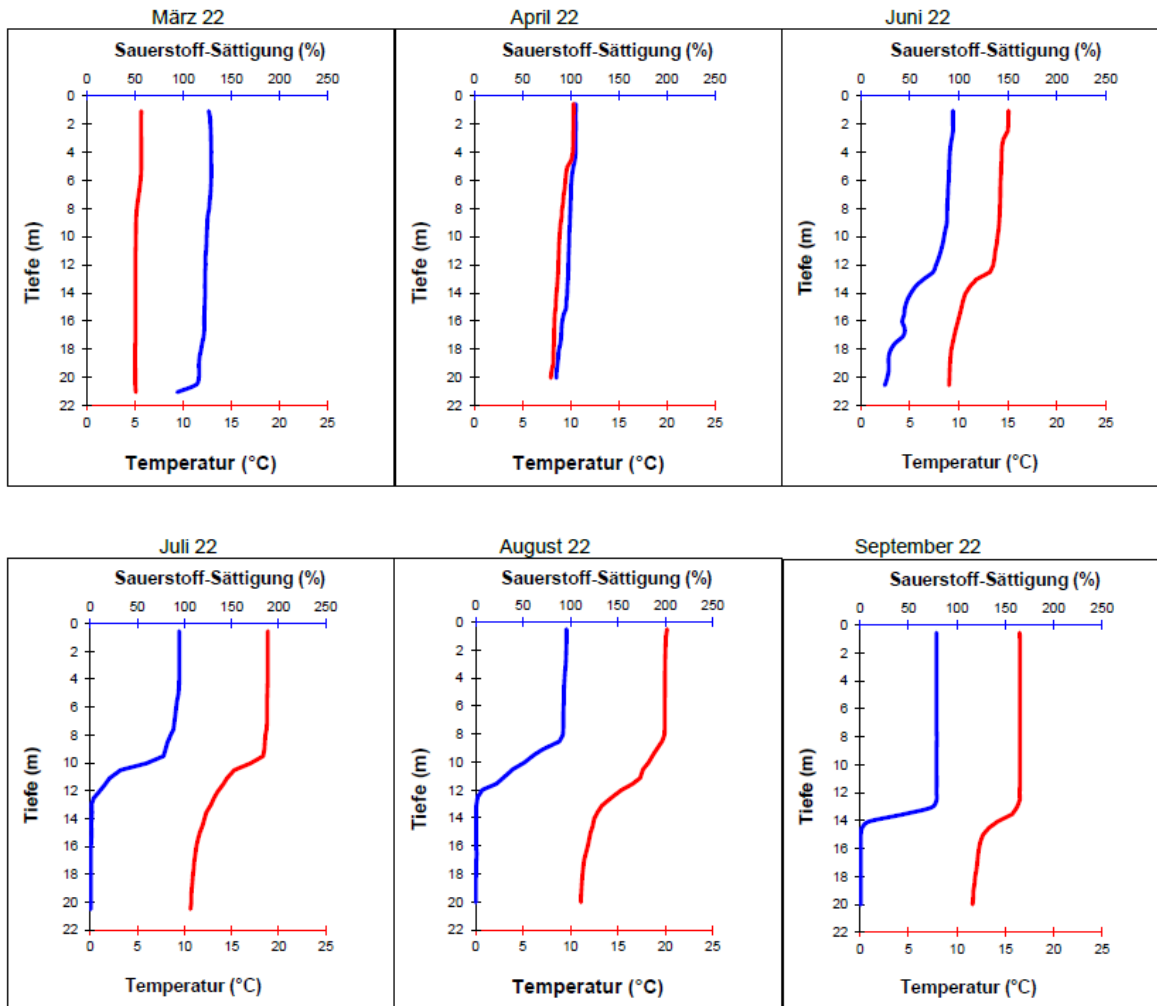 März 22
April 22
Juni 22
Sauerstoff-Sättigung (%)
Sauerstoff-Sättigung (%)
Sauerstoff-Sättigung (%)
0 50 100 150 200 250
0 50 100 150 200 250
0 50 100 150 200 250
0
2
4
6
8
10
12
14
16
18
20
22
Tiefe (m)
0
2
4
6
8
10
12
14
16
18
20
22
Tiefe (m)
0
2
4
6
8
10
12
14
16
18
20
22
Tiefe (m)
0 5 10 15 20 25
0 5 10 15 20 25
0 5 10 15 20 25
Temperatur (°C)
Temperatur (°C)
Temperatur (°C)
Juli 22
August 22
September 22
Sauerstoff-Sättigung (%)
Sauerstoff-Sättigung (%)
Sauerstoff-Sättigung (%)
0 50 100 150 200 250
0 50 100 150 200 250
0 50 100 150 200 250
0
2
4
6
8
10
12
14
16
18
20
22
Tiefe (m)
0
2
4
6
8
10
12
14
16
18
20
22
Tiefe (m)
0
2
4
6
8
10
12
14
16
18
20
22
Tiefe (m)
0 5 10 15 20 25
0 5 10 15 20 25
0 5 10 15 20 25
Temperatur (°C)
Temperatur (°C)
Temperatur (°C)